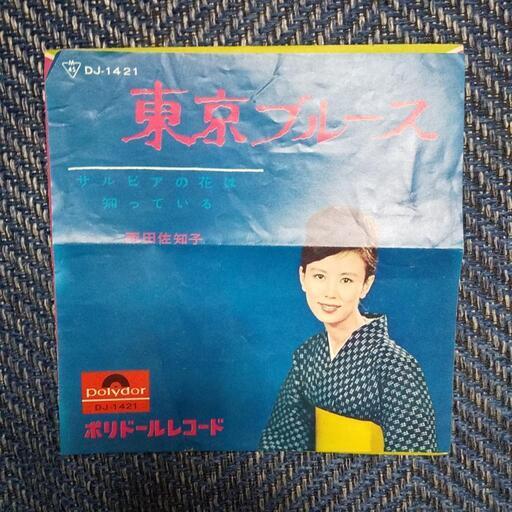 DJ-1421
東京ブルース
サルビアの花は
知っている
西田佐知子
polydor
DJ-1421
ポリドールレコード